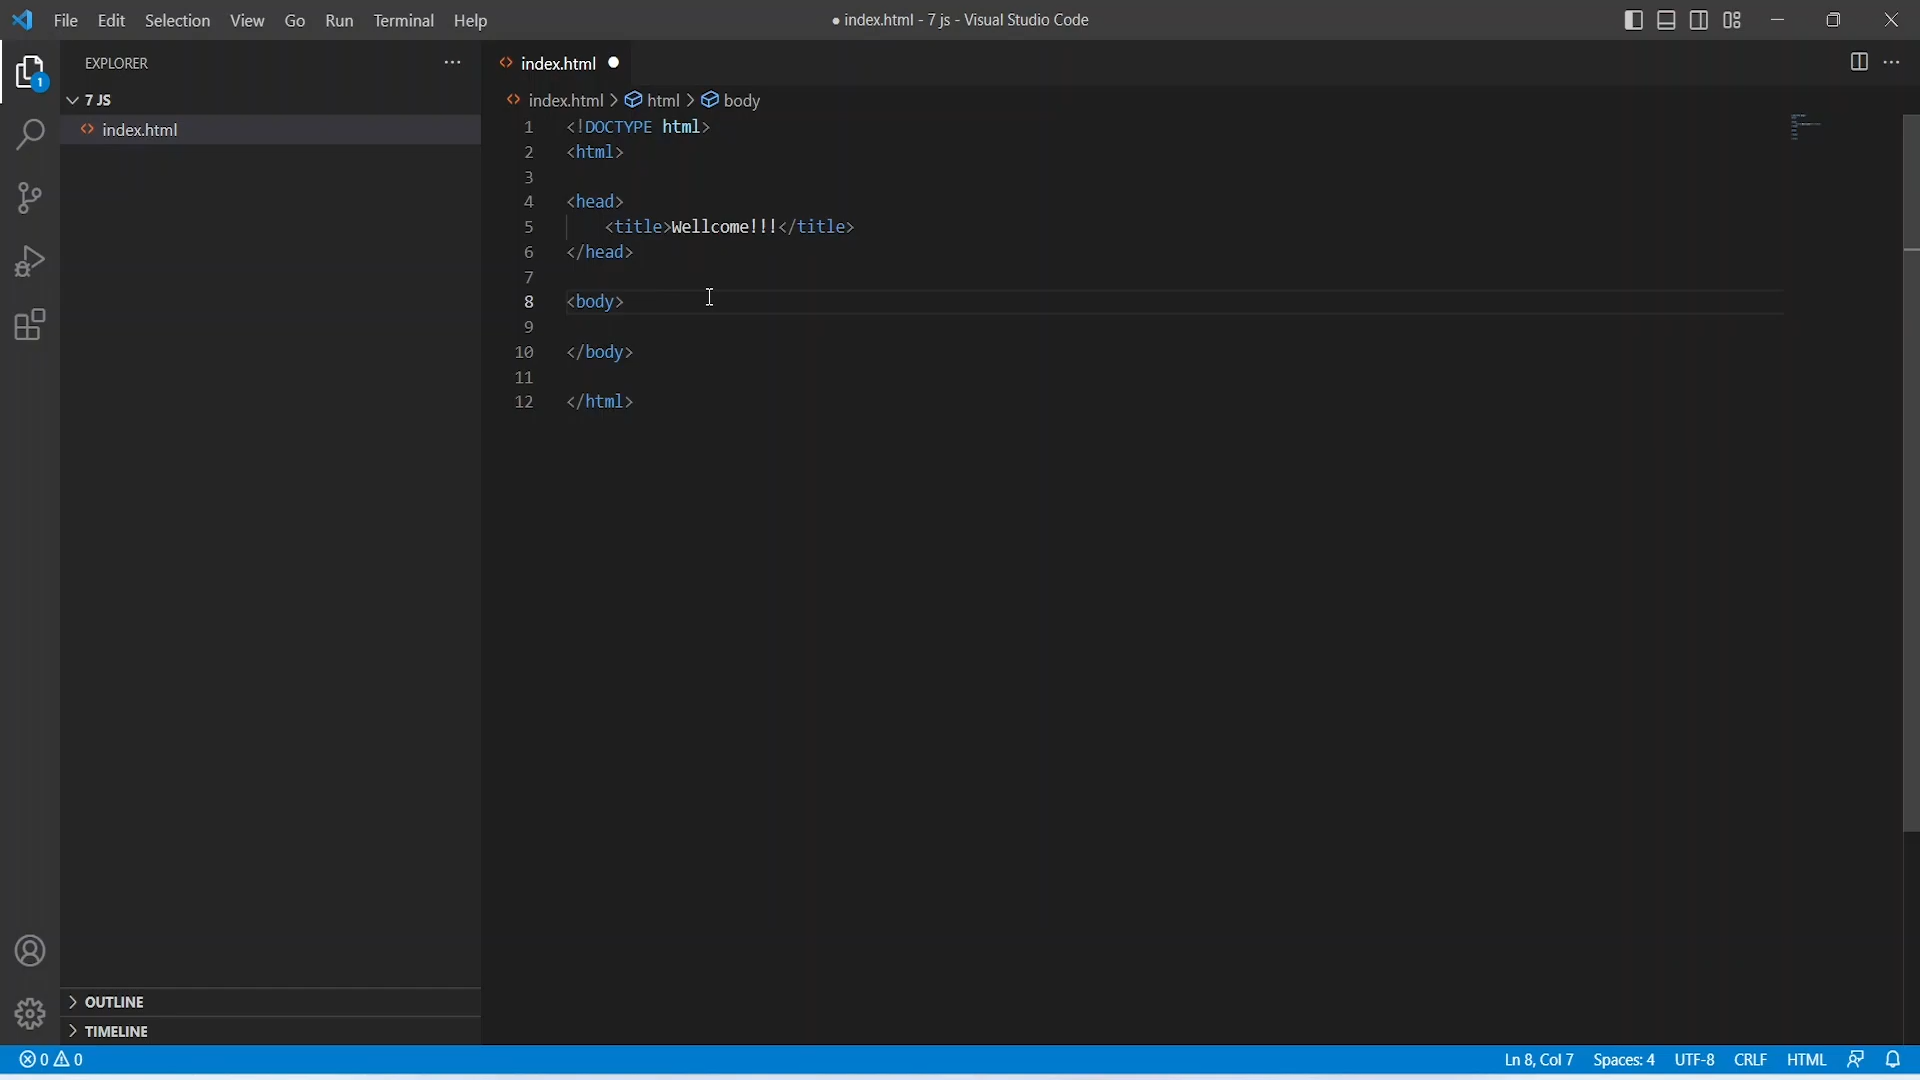 File Edit Selection View Go Run Terminal Help ● index.html - 7 js - Visual Studio Code
EXPLORER ...
1
7 JS
index.html
index.html ●
index.html > html > body
1 <!DOCTYPE html>
2 <html>
3
4 <head>
5 <title>Wellcome!!!</title>
6 </head>
7
8 <body>
9
10 </body>
11
12 </html>
OUTLINE
TIMELINE
0 0 Ln 8, Col 7 Spaces: 4 UTF-8 CRLF HTML